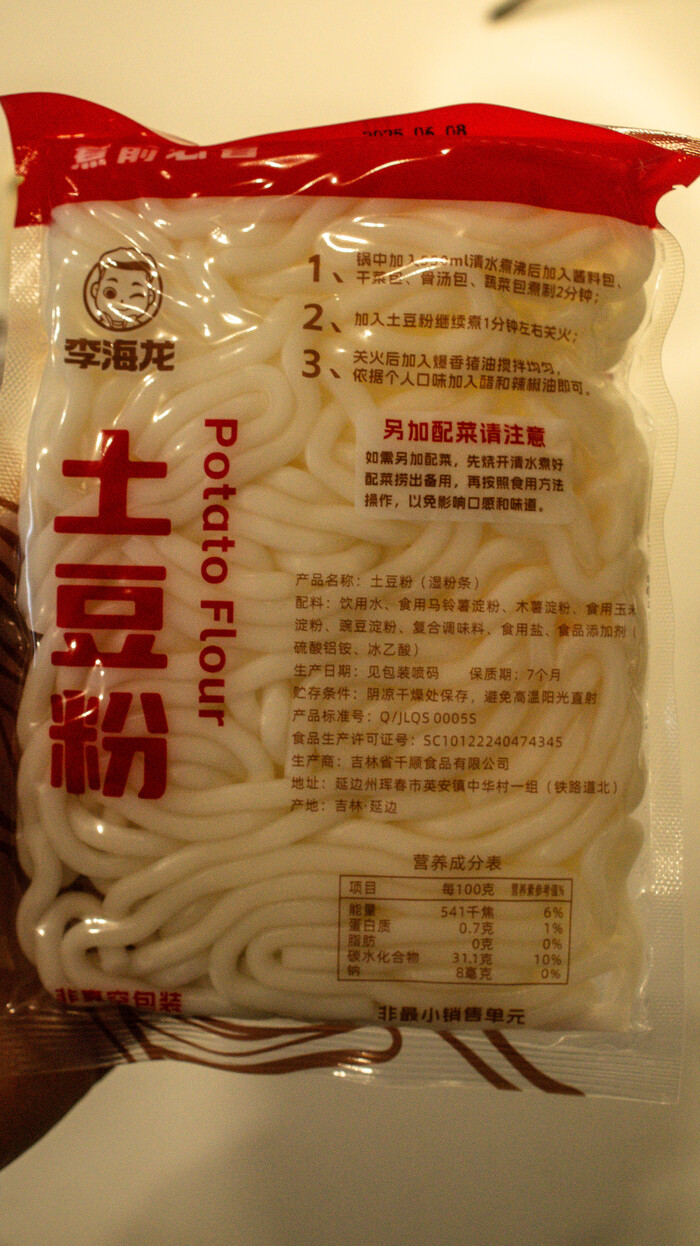 2025 06 08
煮前必看
李海龙
土豆粉
Potato Flour
1、锅中加入550ml清水煮沸后加入酱料包、
干菜包、骨汤包、蔬菜包煮制2分钟；
2、加入土豆粉继续煮1分钟左右关火；
3、关火后加入爆香猪油搅拌均匀，
依据个人口味加入醋和辣椒油即可。
另加配菜请注意
如需另加配菜，先烧开清水煮好
配菜捞出备用，再按照食用方法
操作，以免影响口感和味道。
产品名称：土豆粉（湿粉条）
配料：饮用水、食用马铃薯淀粉、木薯淀粉、食用玉米
淀粉、豌豆淀粉、复合调味料、食用盐、食品添加剂（
硫酸铝铵、冰乙酸）
生产日期：见包装喷码 保质期：7个月
贮存条件：阴凉干燥处保存，避免高温阳光直射
产品标准号：Q/JLQS 0005S
食品生产许可证号：SC10122240474345
生产商：吉林省千顺食品有限公司
地址：延边州珲春市英安镇中华村一组（铁路道北）
产地：吉林·延边
营养成分表
项目 每100克 营养素参考值%
能量 541千焦 6%
蛋白质 0.7克 1%
脂肪 0克 0%
碳水化合物 31.1克 10%
钠 8毫克 0%
非真空包装
非最小销售单元